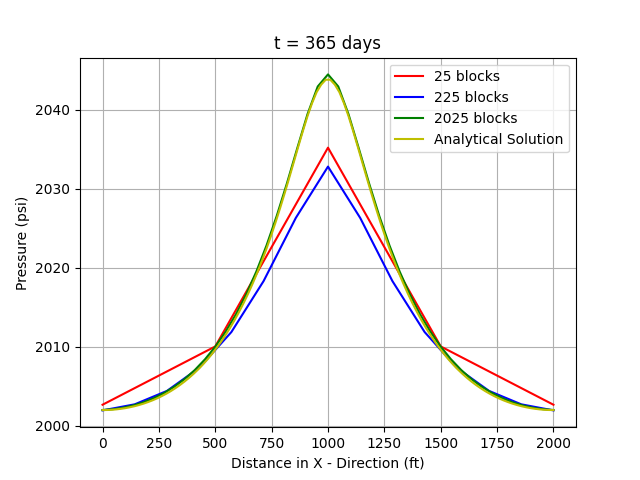 t = 365 days
25 blocks
225 blocks
2025 blocks
Analytical Solution
Pressure (psi)
2040
2030
2020
2010
2000
0 250 500 750 1000 1250 1500 1750 2000
Distance in X - Direction (ft)